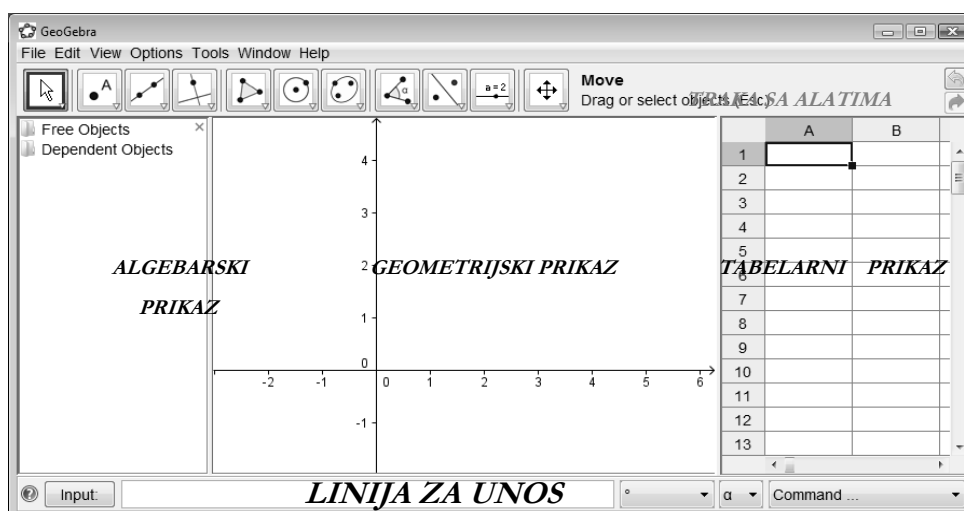 GeoGebra
File Edit View Options Tools Window Help
A
α
a = 2
Move
Drag or select objects (Esc)
TRAKA SA ALATIMA
Free Objects ×
Dependent Objects
A B
1
2
3
4
5
6
7
8
9
10
11
12
13
4
3
2
1
0
-1
-2 -1 0 1 2 3 4 5 6
ALGEBARSKI
PRIKAZ
GEOMETRIJSKI PRIKAZ
TABELARNI PRIKAZ
Input:
LINIJA ZA UNOS
° α Command ...